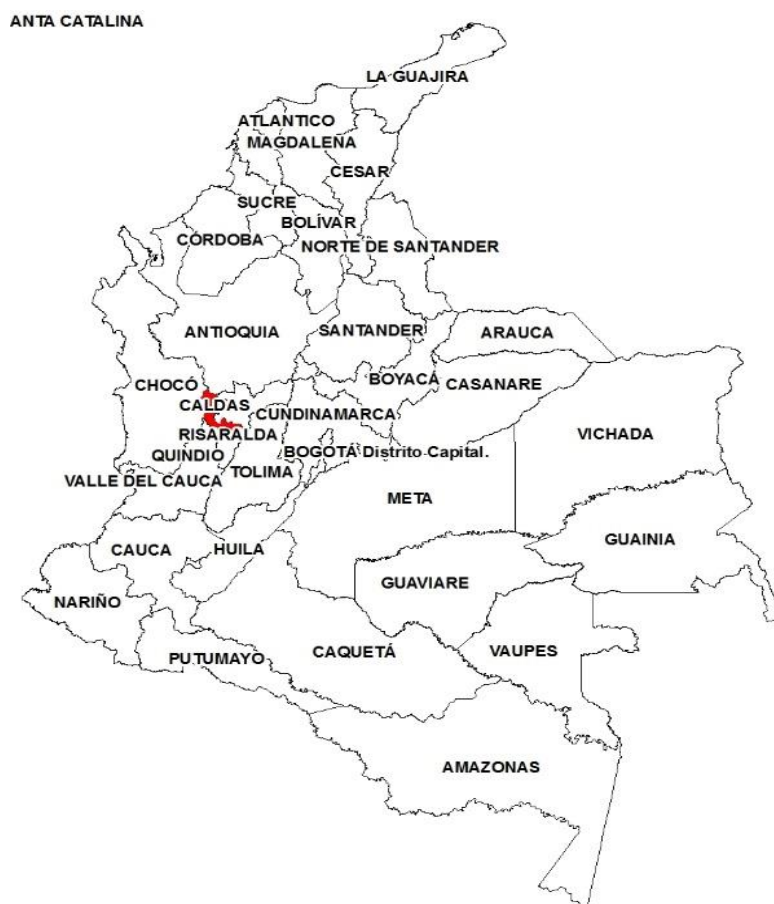 ANTA CATALINA
LA GUAJIRA
ATLANTICO
MAGDALENA
CESAR
SUCRE
BOLÍVAR
CÓRDOBA
NORTE DE SANTANDER
ANTIOQUIA
SANTANDER
ARAUCA
BOYACÁ
CHOCÓ
CASANARE
CALDAS
CUNDINAMARCA
RISARALDA
VICHADA
QUINDIO
BOGOTÁ Distrito Capital.
TOLIMA
VALLE DEL CAUCA
META
GUAINIA
CAUCA
HUILA
GUAVIARE
NARIÑO
CAQUETÁ
VAUPES
PUTUMAYO
AMAZONAS